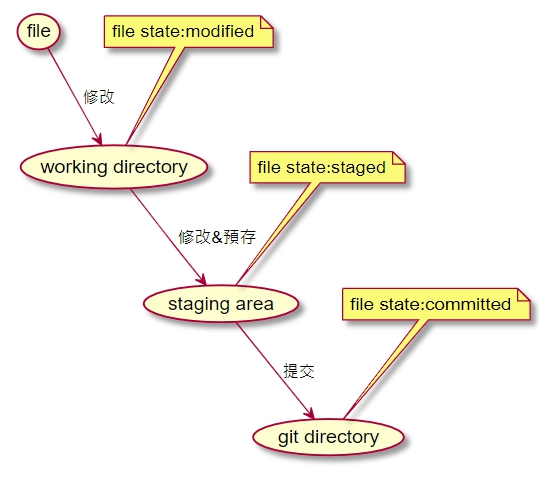 file
file state:modified
修改
working directory
file state:staged
修改&預存
staging area
file state:committed
提交
git directory